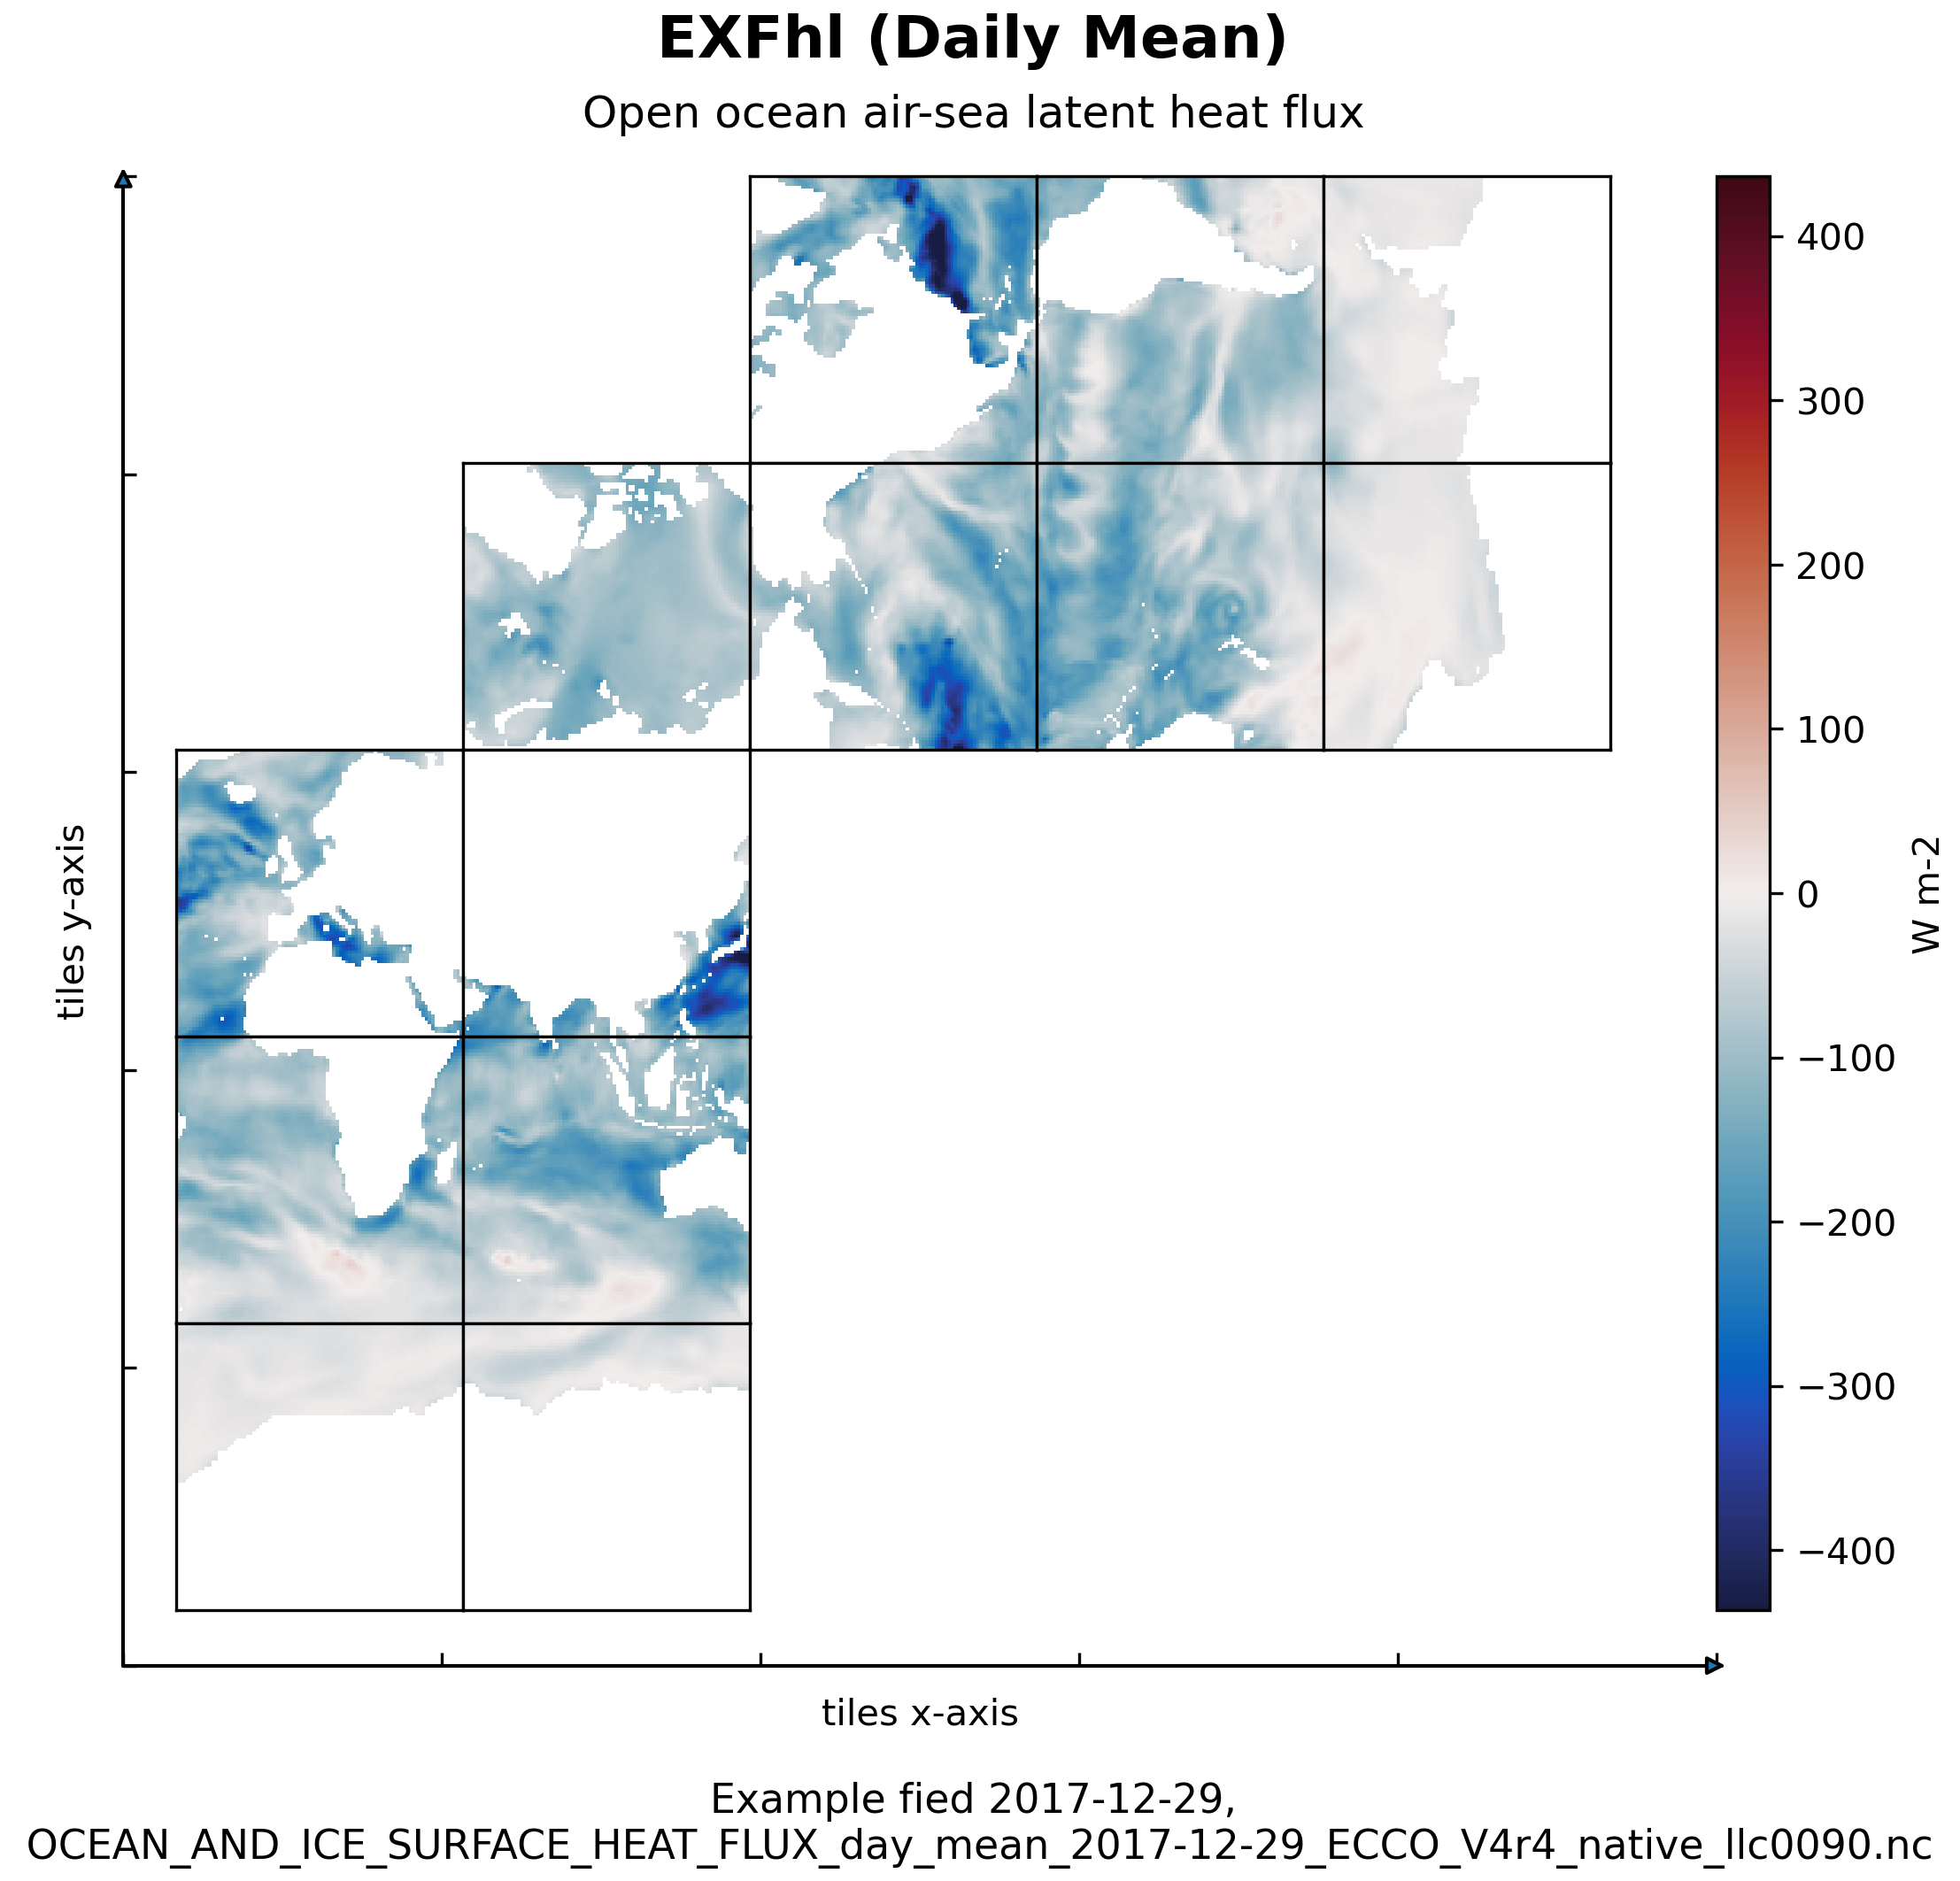 EXFhl (Daily Mean)
Open ocean air-sea latent heat flux
tiles y-axis
400
300
200
100
0
−100
−200
−300
−400
W m-2
tiles x-axis
Example fied 2017-12-29,
OCEAN_AND_ICE_SURFACE_HEAT_FLUX_day_mean_2017-12-29_ECCO_V4r4_native_llc0090.nc